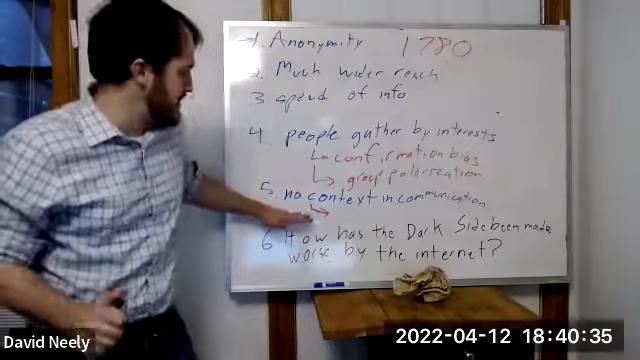 1. Anonymity 1780
2. Much wider reach
3 speed of info
4 people gather by interests
↳ confirmation bias
↳ group polarization
5. no context in communication
↳
6 How has the Dark Side been made
worse by the internet?
David Neely
2022-04-12 18:40:35